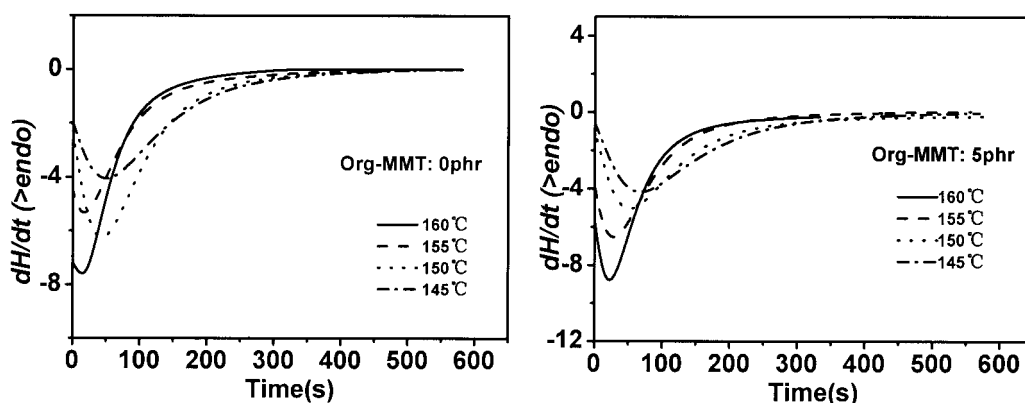 0
-4
-8
dH/dt (>endo)
Org-MMT: 0phr
160℃
155℃
150℃
145℃
0 100 200 300 400 500 600
Time(s)
4
0
-4
-8
-12
dH/dt (>endo)
Org-MMT: 5phr
160℃
155℃
150℃
145℃
0 100 200 300 400 500 600
Time(s)